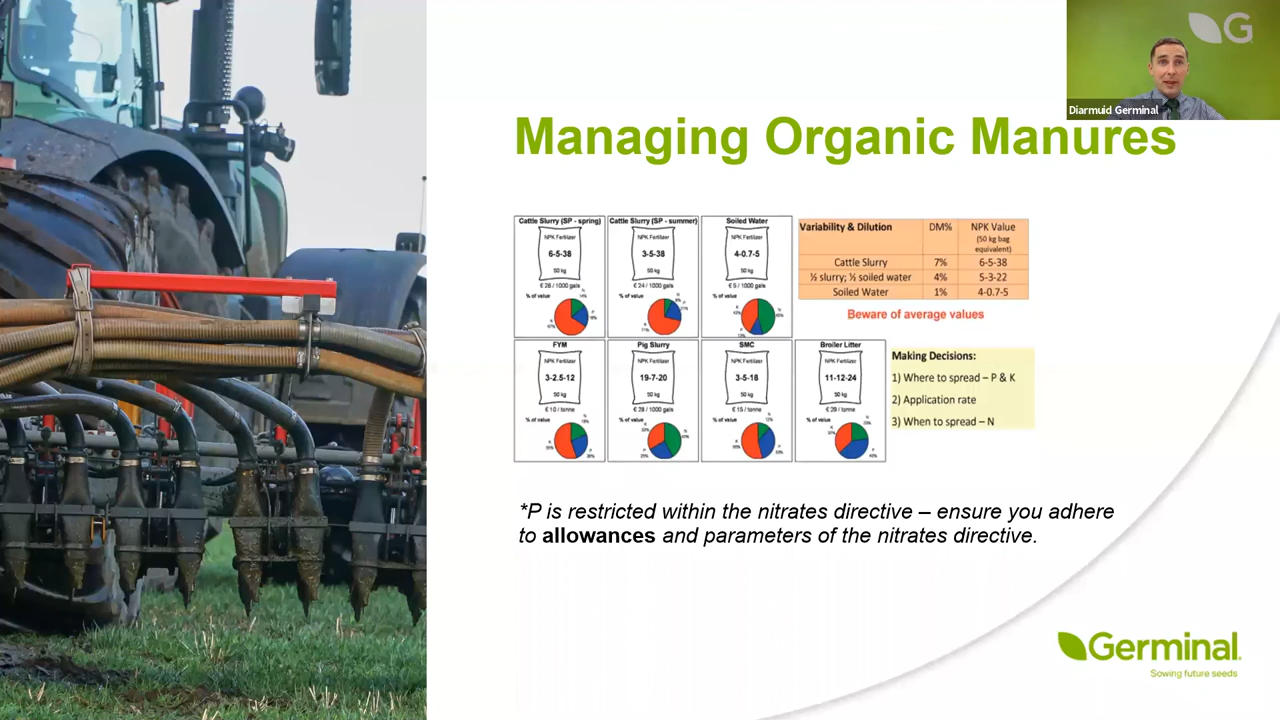 G
Diarmuid Germinal
Managing Organic Manures
Cattle Slurry (SP - spring)
NPK Fertilizer
6-5-38
50 kg
€ 28 / 1000 gals
% of value
Cattle Slurry (SP - summer)
NPK Fertilizer
3-5-38
50 kg
€ 24 / 1000 gals
% of value
Soiled Water
NPK Fertilizer
4-0.7-5
50 kg
€ 5 / 1000 gals
% of value
Variability & Dilution DM% NPK Value
(50 kg bag
equivalent)
Cattle Slurry 7% 6-5-38
½ slurry; ½ soiled water 4% 5-3-22
Soiled Water 1% 4-0.7-5
Beware of average values
FYM
NPK Fertilizer
3-2.5-12
50 kg
€ 10 / tonne
% of value
Pig Slurry
NPK Fertilizer
19-7-20
50 kg
€ 28 / 1000 gals
% of value
SMC
NPK Fertilizer
3-5-18
50 kg
€ 15 / tonne
% of value
Broiler Litter
NPK Fertilizer
11-12-24
50 kg
€ 29 / tonne
% of value
Making Decisions:
1) Where to spread – P & K
2) Application rate
3) When to spread – N
*P is restricted within the nitrates directive – ensure you adhere
to allowances and parameters of the nitrates directive.
Germinal
Sowing future seeds